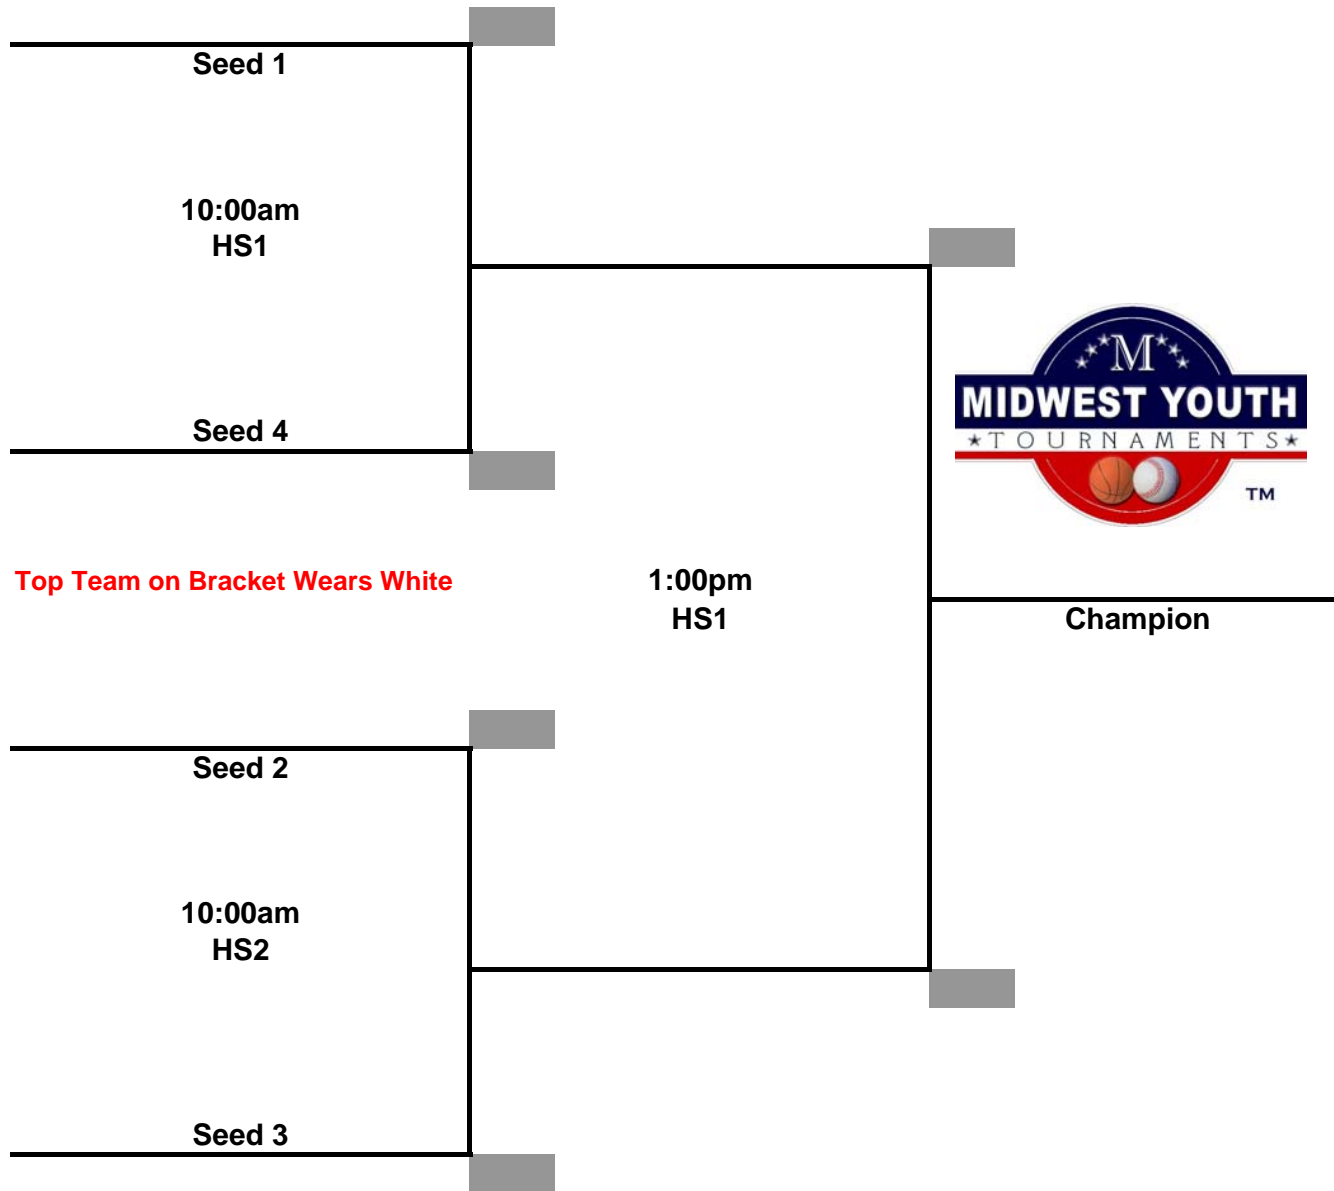 Seed 1
10:00am
HS1
Seed 4
M
MIDWEST YOUTH
★TOURNAMENTS★
TM
Top Team on Bracket Wears White
1:00pm
HS1
Champion
Seed 2
10:00am
HS2
Seed 3